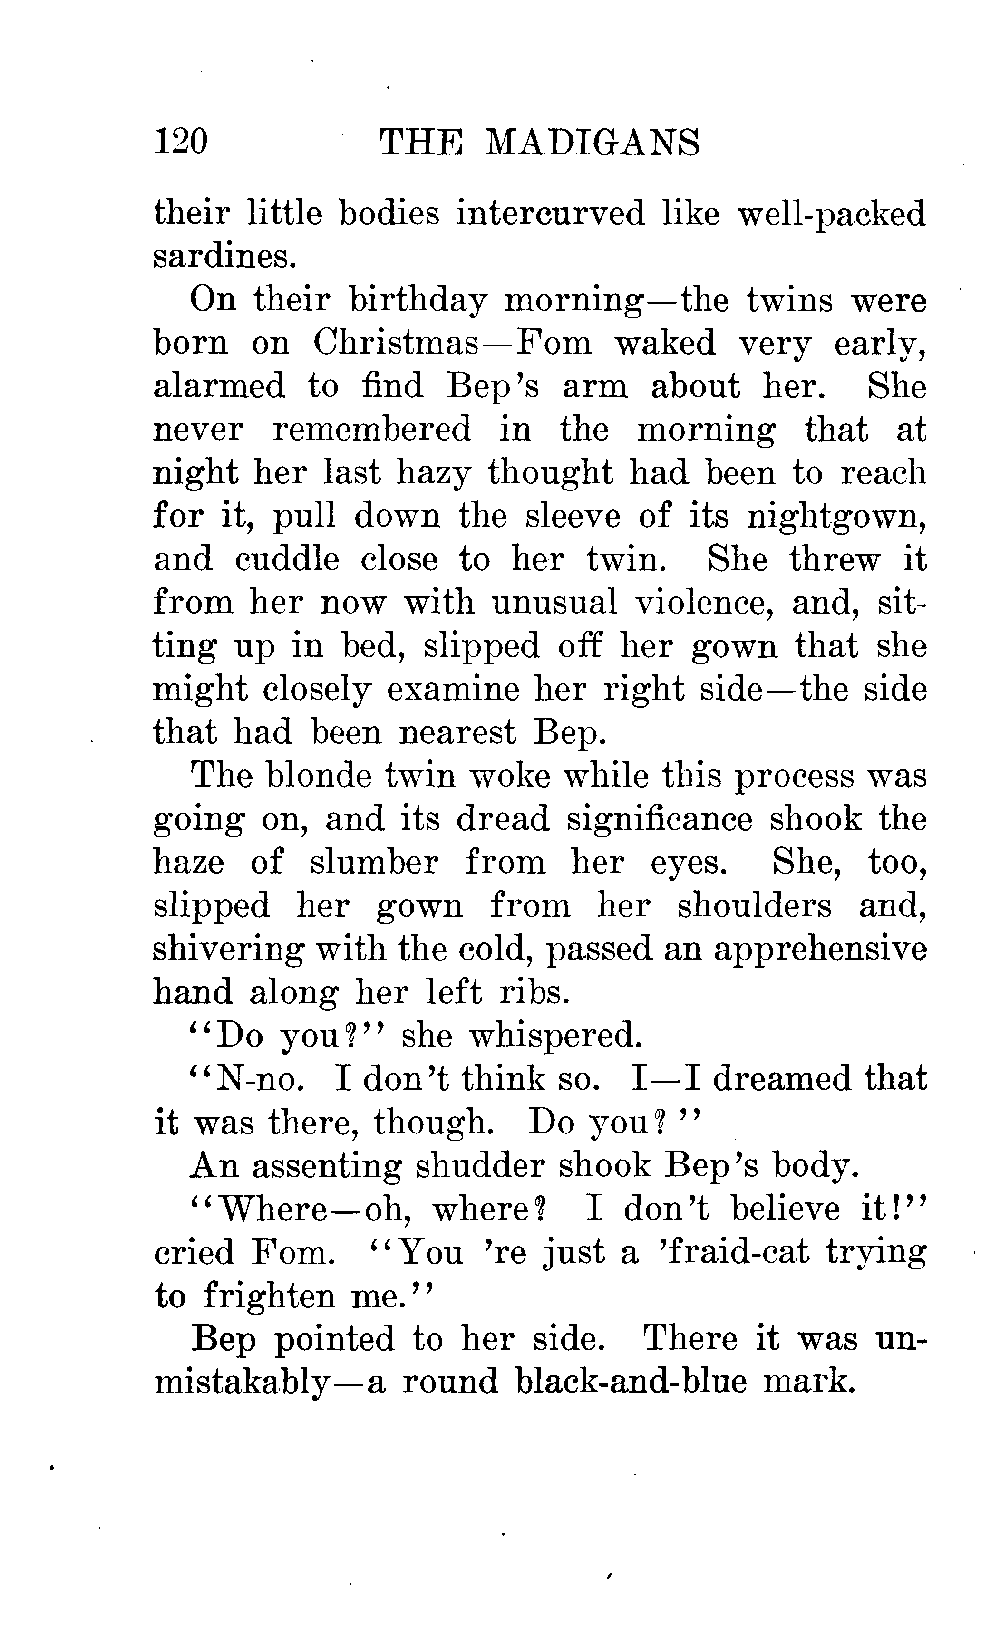 120 THE MADIGANS
their little bodies intercurved like well-packed
sardines.
On their birthday morning—the twins were
born on Christmas—Fom waked very early,
alarmed to find Bep's arm about her. She
never remembered in the morning that at
night her last hazy thought had been to reach
for it, pull down the sleeve of its nightgown,
and cuddle close to her twin. She threw it
from her now with unusual violence, and, sit-
ting up in bed, slipped off her gown that she
might closely examine her right side—the side
that had been nearest Bep.
The blonde twin woke while this process was
going on, and its dread significance shook the
haze of slumber from her eyes. She, too,
slipped her gown from her shoulders and,
shivering with the cold, passed an apprehensive
hand along her left ribs.
"Do you?" she whispered.
"N-no. I don't think so. I—I dreamed that
it was there, though. Do you?"
An assenting shudder shook Bep's body.
"Where—oh, where? I don't believe it!"
cried Fom. "You 're just a 'fraid-cat trying
to frighten me."
Bep pointed to her side. There it was un-
mistakably—a round black-and-blue mark.